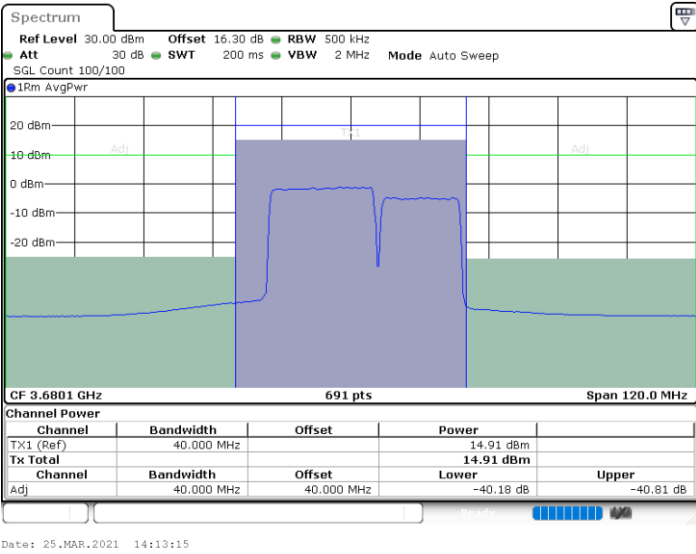 Spectrum
Ref Level 30.00 dBm Offset 16.30 dB RBW 500 kHz
Att 30 dB SWT 200 ms VBW 2 MHz Mode Auto Sweep
SGL Count 100/100
1Rm AvgPwr
20 dBm
TX1
Adj Adj
10 dBm
0 dBm
-10 dBm
-20 dBm
CF 3.6801 GHz 691 pts Span 120.0 MHz
Channel Power
Channel Bandwidth Offset Power
TX1 (Ref) 40.000 MHz 14.91 dBm
Tx Total 14.91 dBm
Channel Bandwidth Offset Lower Upper
Adj 40.000 MHz 40.000 MHz -40.18 dB -40.81 dB
Ready
Date: 25.MAR.2021 14:13:15